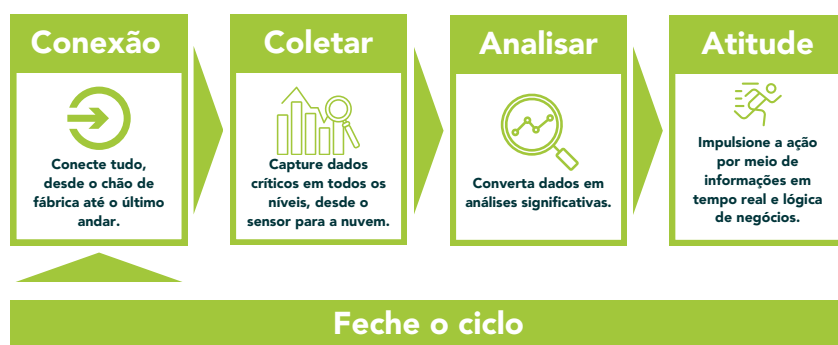 Conexão
Conecte tudo,
desde o chão de
fábrica até o último
andar.
Coletar
Capture dados
críticos em todos os
níveis, desde o
sensor para a nuvem.
Analisar
Converta dados em
análises significativas.
Atitude
Impulsione a ação
por meio de
informações em
tempo real e lógica
de negócios.
Feche o ciclo